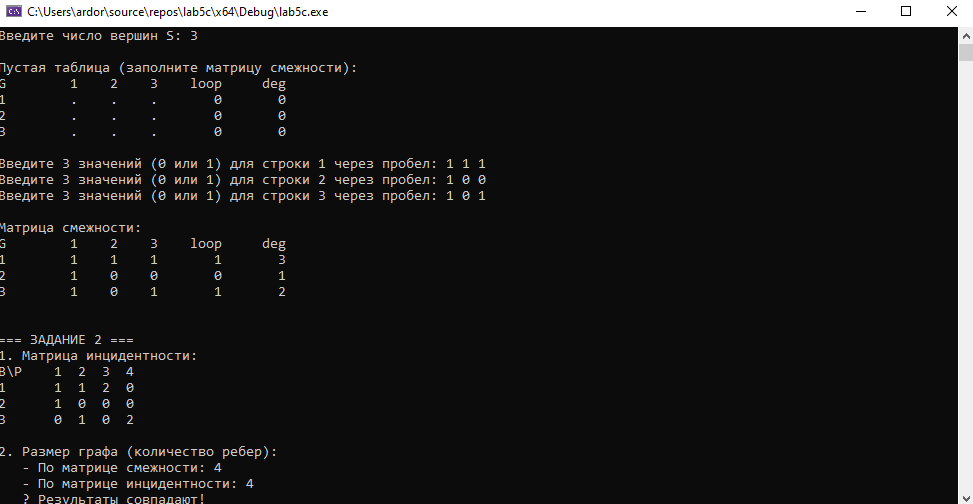 C:\Users\ardor\source\repos\lab5c\x64\Debug\lab5c.exe
Введите число вершин S: 3
Пустая таблица (заполните матрицу смежности):
G 1 2 3 loop deg
1 . . . 0 0
2 . . . 0 0
3 . . . 0 0
Введите 3 значений (0 или 1) для строки 1 через пробел: 1 1 1
Введите 3 значений (0 или 1) для строки 2 через пробел: 1 0 0
Введите 3 значений (0 или 1) для строки 3 через пробел: 1 0 1
Матрица смежности:
G 1 2 3 loop deg
1 1 1 1 1 3
2 1 0 0 0 1
3 1 0 1 1 2
=== ЗАДАНИЕ 2 ===
1. Матрица инцидентности:
В\Р 1 2 3 4
1 1 1 2 0
2 1 0 0 0
3 0 1 0 2
2. Размер графа (количество ребер):
- По матрице смежности: 4
- По матрице инцидентности: 4
? Результаты совпадают!